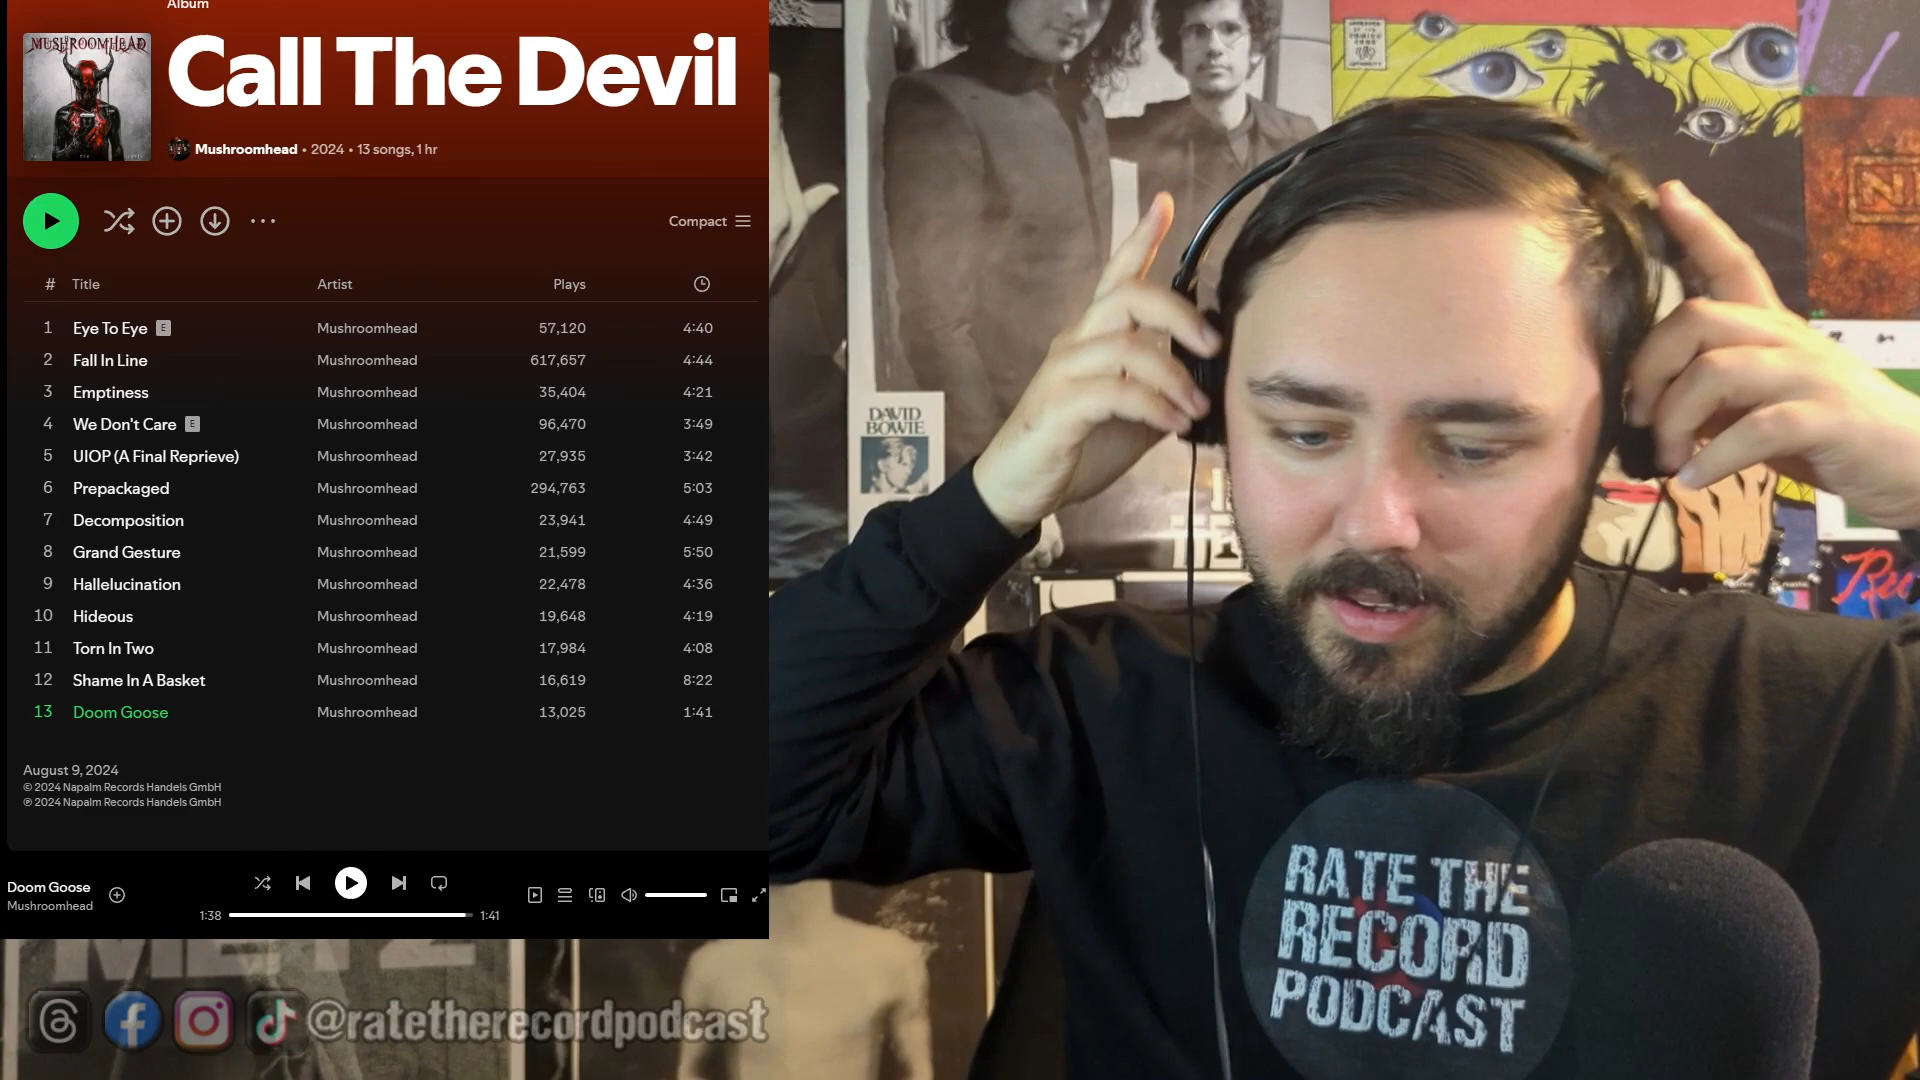 Album
MUSHROOMHEAD
Call The Devil
Mushroomhead • 2024 • 13 songs, 1 hr
Compact
# Title Artist Plays
1 Eye To Eye E Mushroomhead 57,120 4:40
2 Fall In Line Mushroomhead 617,657 4:44
3 Emptiness Mushroomhead 35,404 4:21
4 We Don't Care E Mushroomhead 96,470 3:49
5 UIOP (A Final Reprieve) Mushroomhead 27,935 3:42
6 Prepackaged Mushroomhead 294,763 5:03
7 Decomposition Mushroomhead 23,941 4:49
8 Grand Gesture Mushroomhead 21,599 5:50
9 Hallelucination Mushroomhead 22,478 4:36
10 Hideous Mushroomhead 19,648 4:19
11 Torn In Two Mushroomhead 17,984 4:08
12 Shame In A Basket Mushroomhead 16,619 8:22
13 Doom Goose Mushroomhead 13,025 1:41
August 9, 2024
© 2024 Napalm Records Handels GmbH
℗ 2024 Napalm Records Handels GmbH
Doom Goose
Mushroomhead
1:38 1:41
METZ
@ratetherecordpodcast
DAVID
BOWIE
RATE THE
RECORD
PODCAST